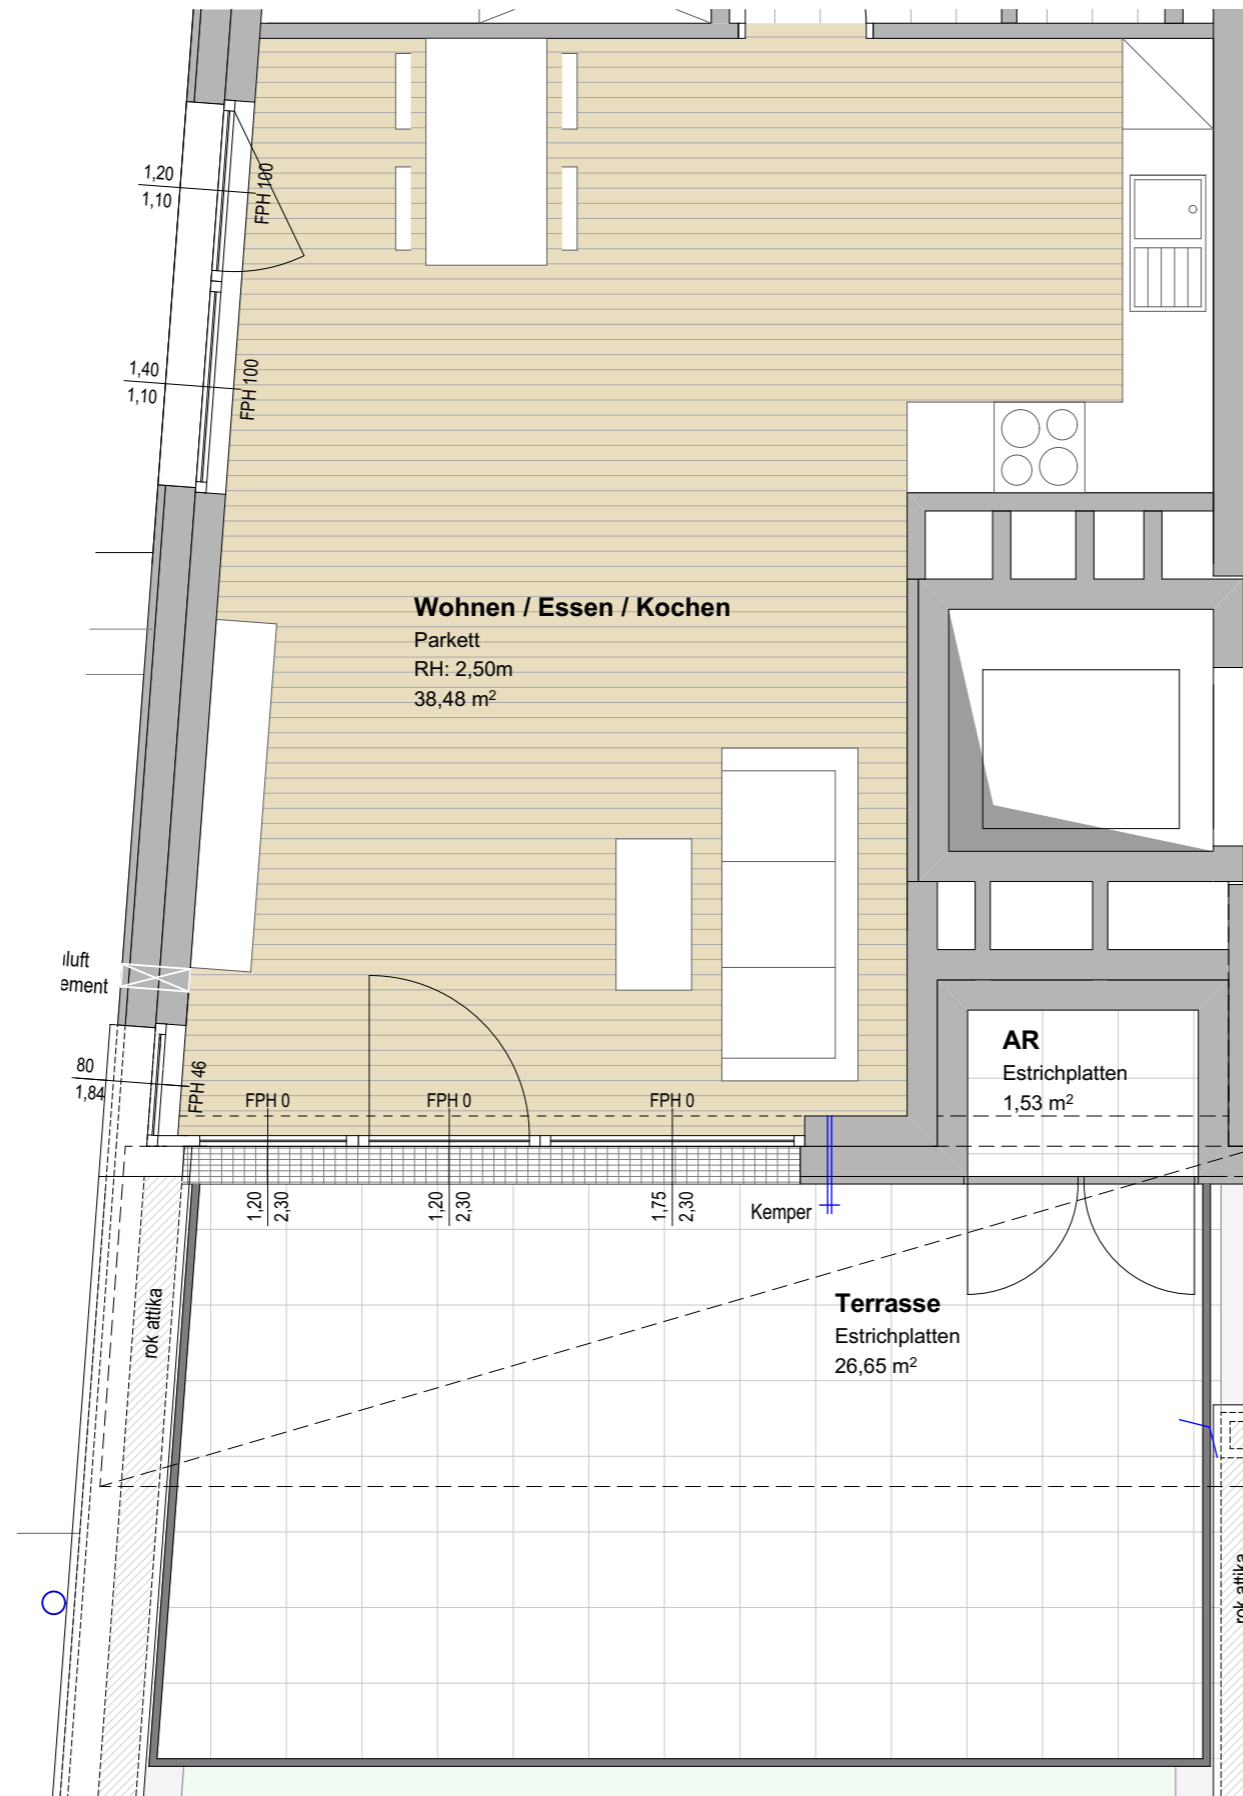 1,20
1,10
FPH 100
1,40
1,10
FPH 100
Wohnen / Essen / Kochen
Parkett
RH: 2,50m
38,48 m²
ement
80
1,84
FPH 46
FPH 0
FPH 0
FPH 0
AR
Estrichplatten
1,53 m²
1,20
2,30
1,20
2,30
1,75
2,30
Kemper
rok attika
Terrasse
Estrichplatten
26,65 m²
rok attika